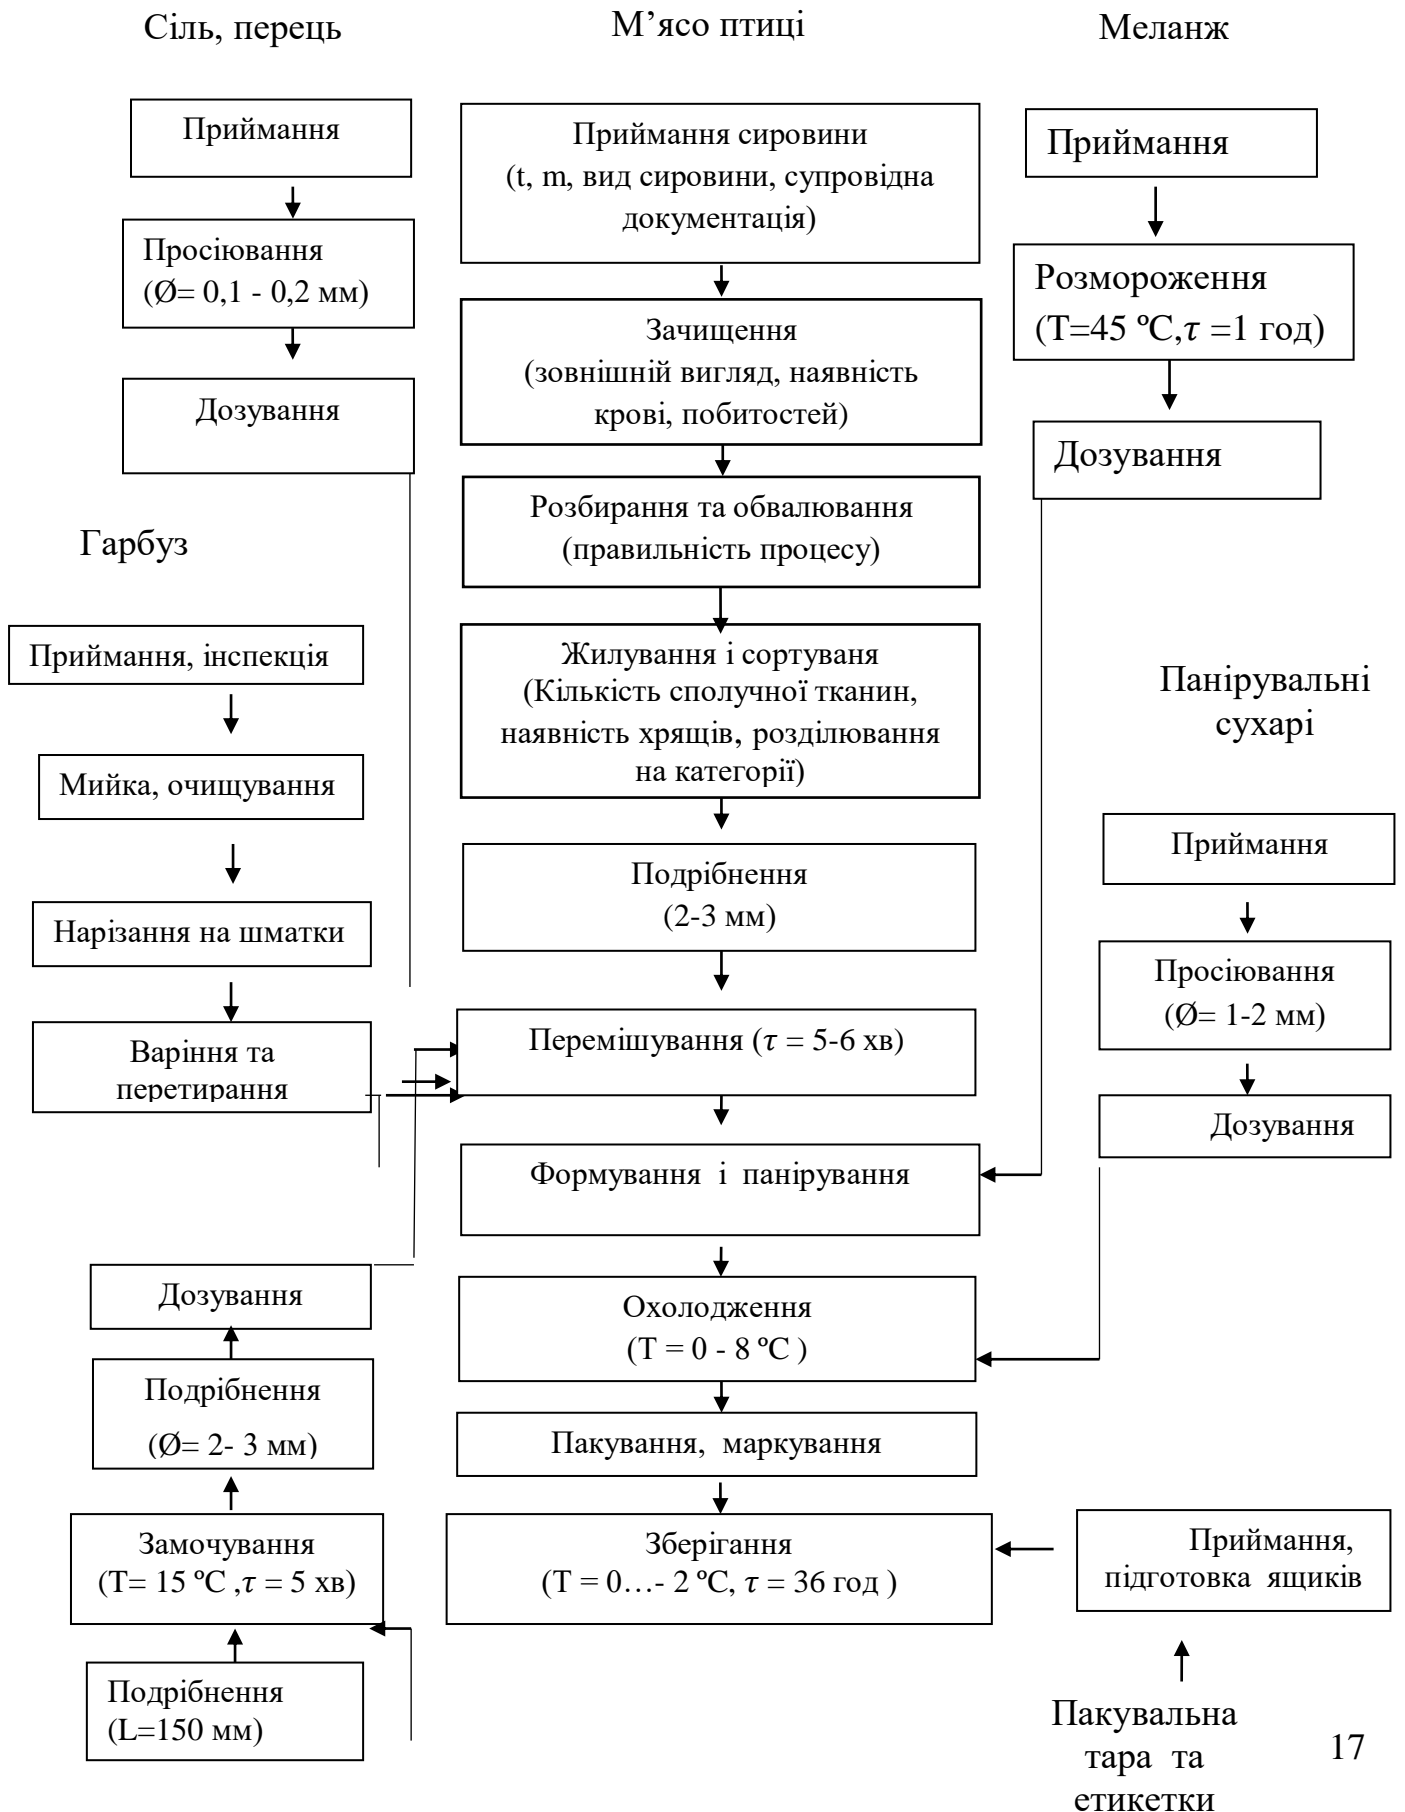 Сіль, перець
М’ясо птиці
Меланж
Приймання
Просіювання
(Ø= 0,1 - 0,2 мм)
Дозування
Приймання сировини
(t, m, вид сировини, супровідна
документація)
Зачищення
(зовнішній вигляд, наявність
крові, побитостей)
Розбирання та обвалювання
(правильність процесу)
Жилування і сортуваня
(Кількість сполучної тканин,
наявність хрящів, розділювання
на категорії)
Подрібнення
(2-3 мм)
Перемішування (τ = 5-6 хв)
Формування і панірування
Охолодження
(Т = 0 - 8 ºС )
Пакування, маркування
Зберігання
(Т = 0…- 2 ºС, τ = 36 год )
Приймання
Розмороження
(Т=45 ºС,τ =1 год)
Дозування
Гарбуз
Приймання, інспекція
Мийка, очищування
Нарізання на шматки
Варіння та
перетирання
Панірувальні
сухарі
Приймання
Просіювання
(Ø= 1-2 мм)
Дозування
Дозування
Подрібнення
(Ø= 2- 3 мм)
Замочування
(Т= 15 ºС ,τ = 5 хв)
Подрібнення
(L=150 мм)
Приймання,
підготовка ящиків
Пакувальна
тара та
етикетки
17